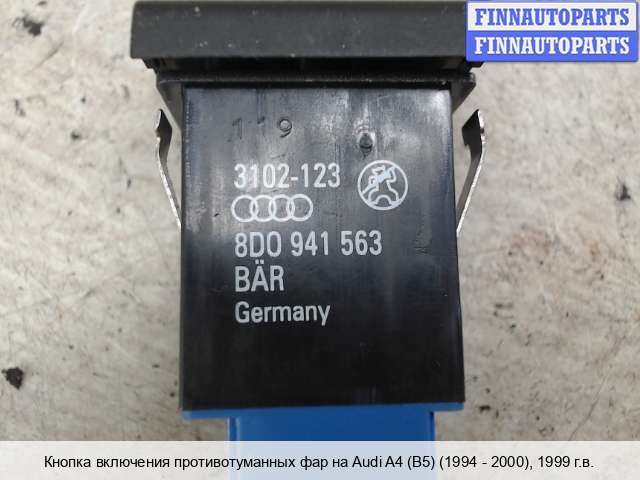 FINNAUTOPARTS
FINNAUTOPARTS
119 9
3102-123
8D0 941 563
BÄR
Germany
Кнопка включения противотуманных фар на Audi A4 (B5) (1994 - 2000), 1999 г.в.